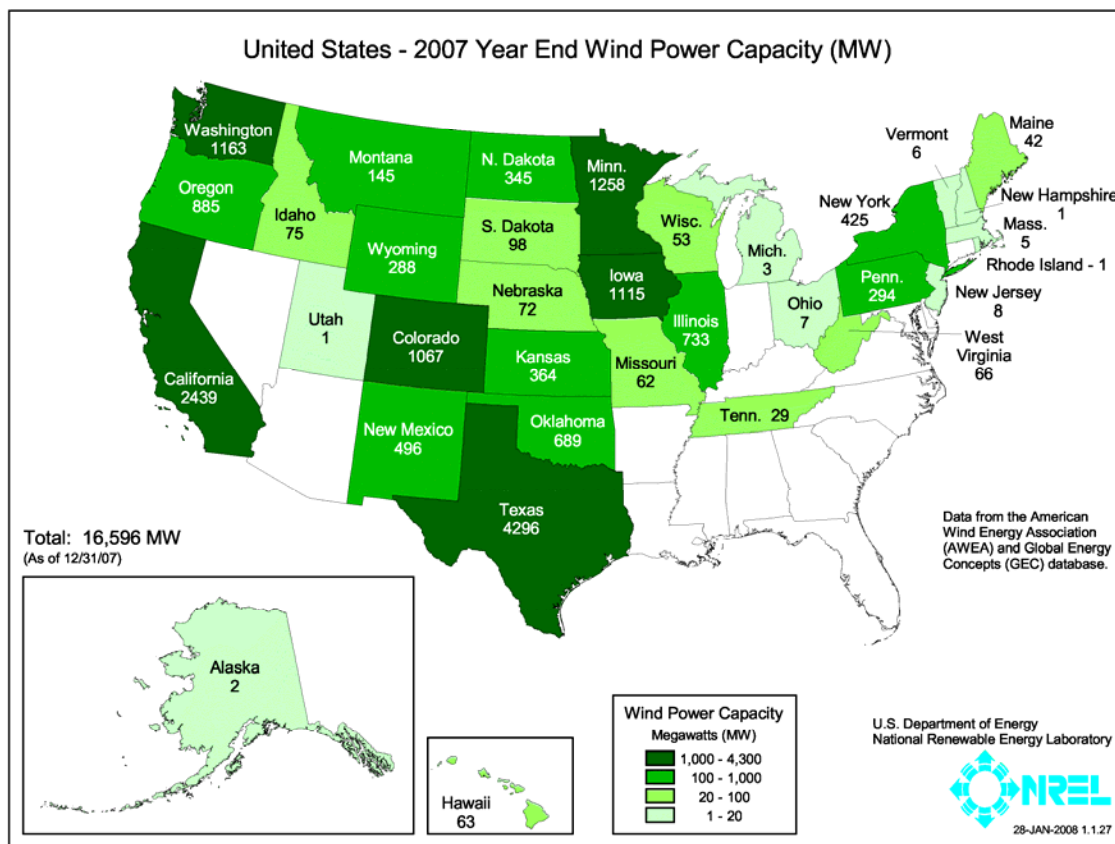 United States - 2007 Year End Wind Power Capacity (MW)
Washington
1163
Oregon
885
California
2439
Idaho
75
Montana
145
Wyoming
288
Utah
1
Colorado
1067
New Mexico
496
N. Dakota
345
S. Dakota
98
Nebraska
72
Kansas
364
Oklahoma
689
Texas
4296
Minn.
1258
Iowa
1115
Missouri
62
Wisc.
53
Illinois
733
Mich.
3
Ohio
7
Tenn. 29
West
Virginia
66
Penn.
294
New York
425
Vermont
6
Maine
42
New Hampshire
1
Mass.
5
Rhode Island - 1
New Jersey
8
Total: 16,596 MW
(As of 12/31/07)
Data from the American
Wind Energy Association
(AWEA) and Global Energy
Concepts (GEC) database.
Alaska
2
Hawaii
63
Wind Power Capacity
Megawatts (MW)
1,000 - 4,300
100 - 1,000
20 - 100
1 - 20
U.S. Department of Energy
National Renewable Energy Laboratory
NREL
28-JAN-2008 1.1.27